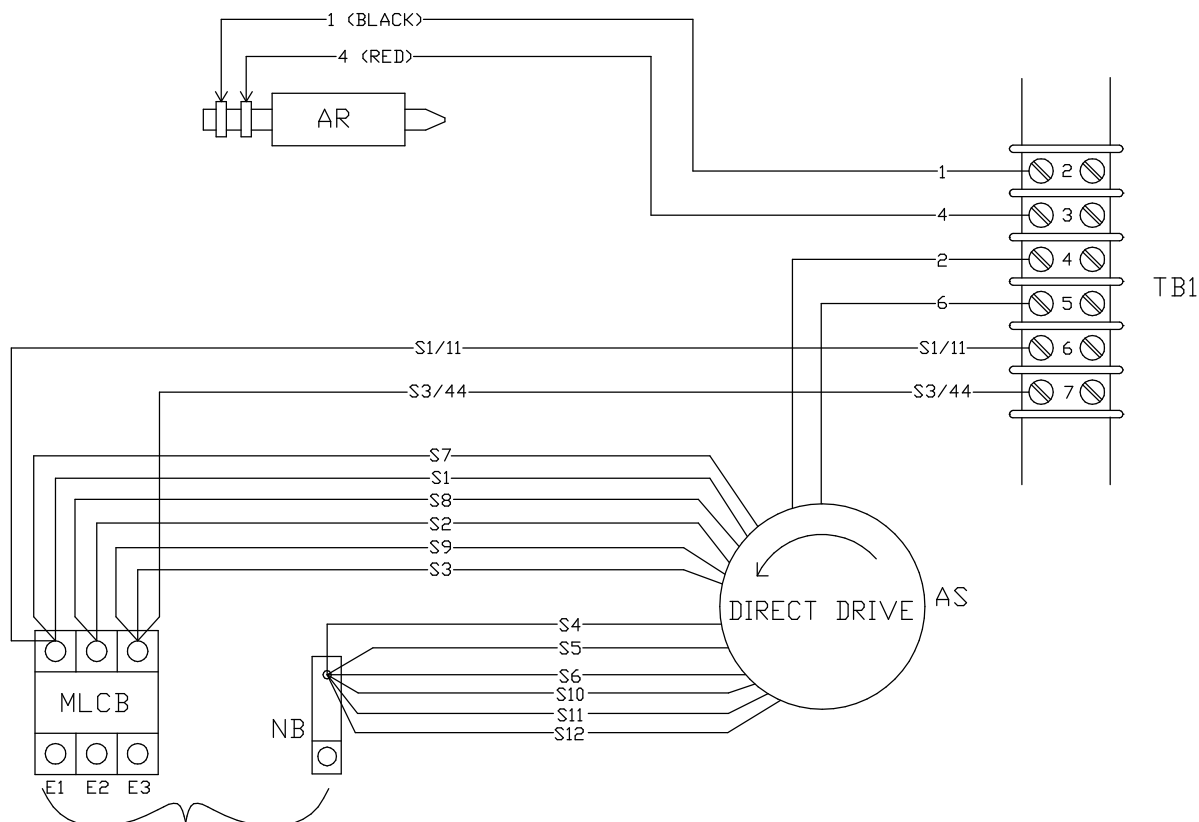 1 (BLACK)
4 (RED)
AR
1
2
4
3
2
4
TB1
6
5
S1/11
S1/11
6
S3/44
S3/44
7
S7
S1
S8
S2
S9
S3
AS
DIRECT DRIVE
S4
S5
S6
S10
MLCB
S11
NB
S12
E1 E2 E3